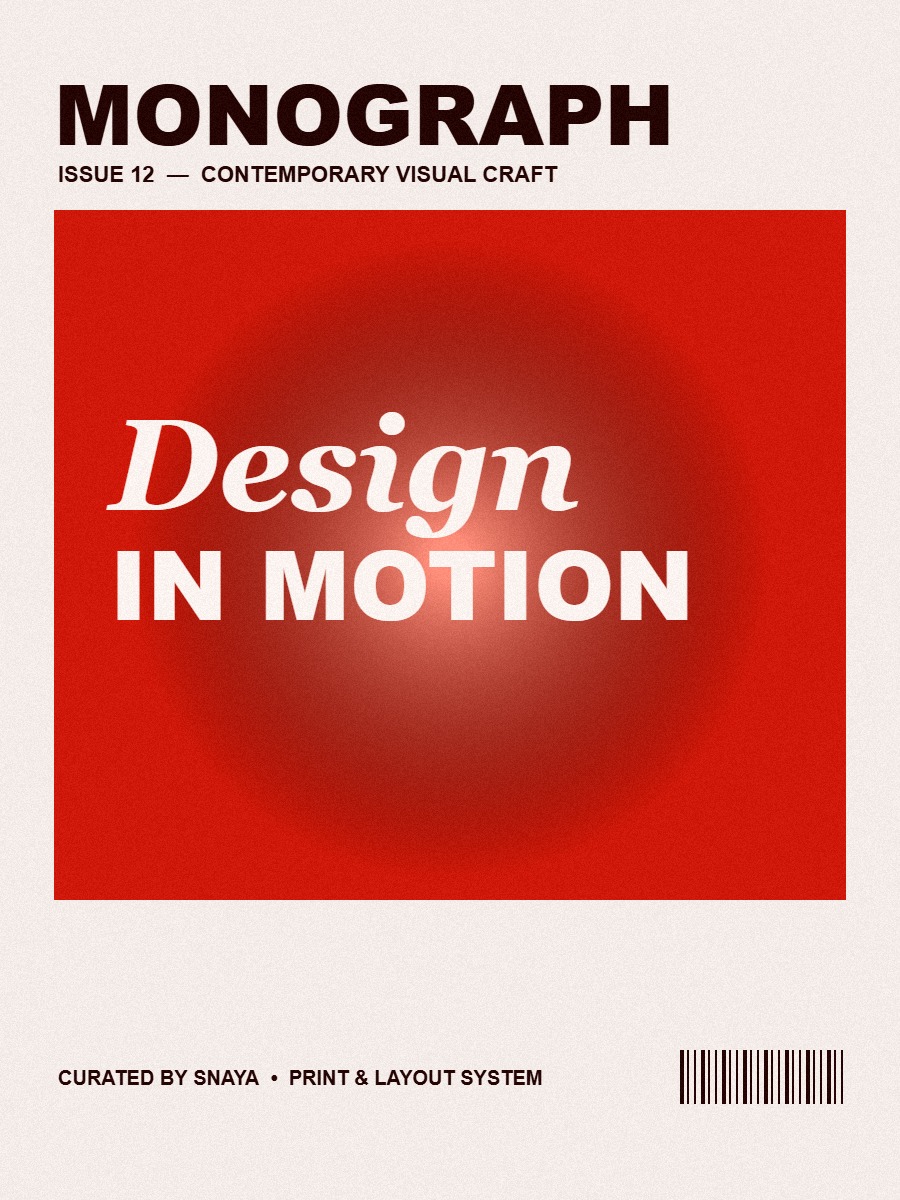 MONOGRAPH
ISSUE 12 — CONTEMPORARY VISUAL CRAFT
Design
IN MOTION
CURATED BY SNAYA • PRINT & LAYOUT SYSTEM